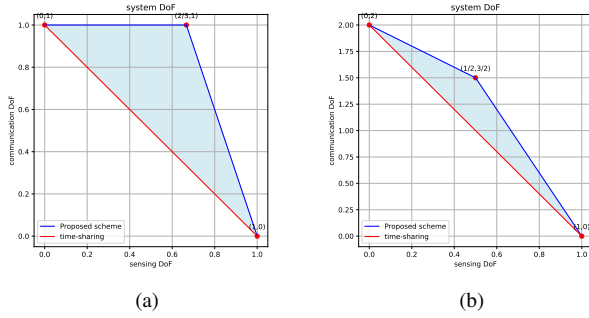 system DoF
(0,1)
(2/3,1)
1.0
0.8
0.6
0.4
0.2
0.0
communication DoF
(1,0)
Proposed scheme
time-sharing
0.0 0.2 0.4 0.6 0.8 1.0
sensing DoF
(a)
system DoF
(0,2)
(1/2,3/2)
2.00
1.75
1.50
1.25
1.00
0.75
0.50
0.25
0.00
communication DoF
(1,0)
Proposed scheme
time-sharing
0.0 0.2 0.4 0.6 0.8 1.0
sensing DoF
(b)